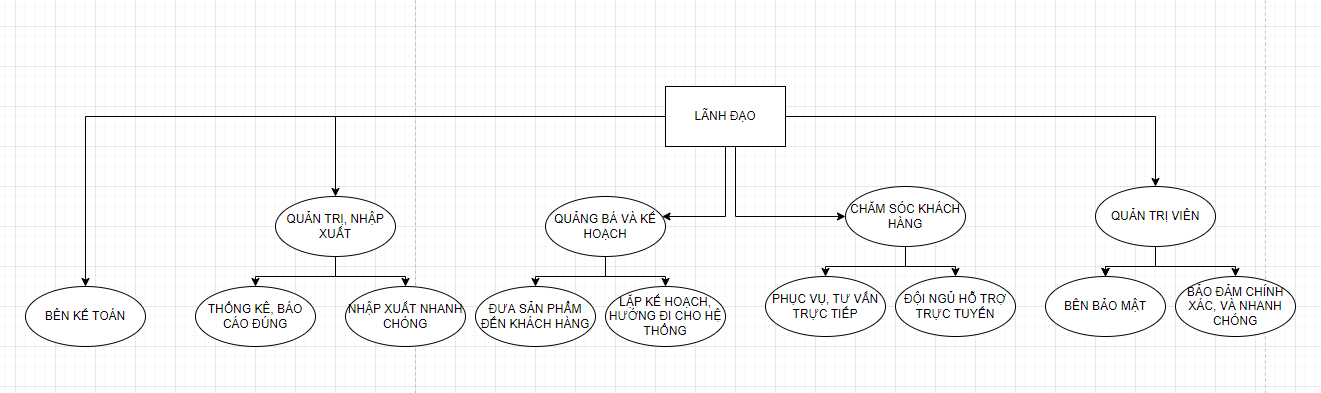 LÃNH ĐẠO
QUẢN TRỊ, NHẬP
XUẤT
QUẢNG BÁ VÀ KẾ
HOẠCH
CHĂM SÓC KHÁCH
HÀNG
QUẢN TRỊ VIÊN
BÊN KẾ TOÁN
THỐNG KÊ, BÁO
CÁO ĐÚNG
NHẬP XUẤT NHANH
CHÓNG
ĐƯA SẢN PHẨM
ĐẾN KHÁCH HÀNG
LẬP KẾ HOẠCH,
HƯỚNG ĐI CHO HỆ
THỐNG
PHỤC VỤ, TƯ VẤN
TRỰC TIẾP
ĐỘI NGŨ HỖ TRỢ
TRỰC TUYẾN
BÊN BẢO MẬT
BẢO ĐẢM CHÍNH
XÁC, VÀ NHANH
CHÓNG